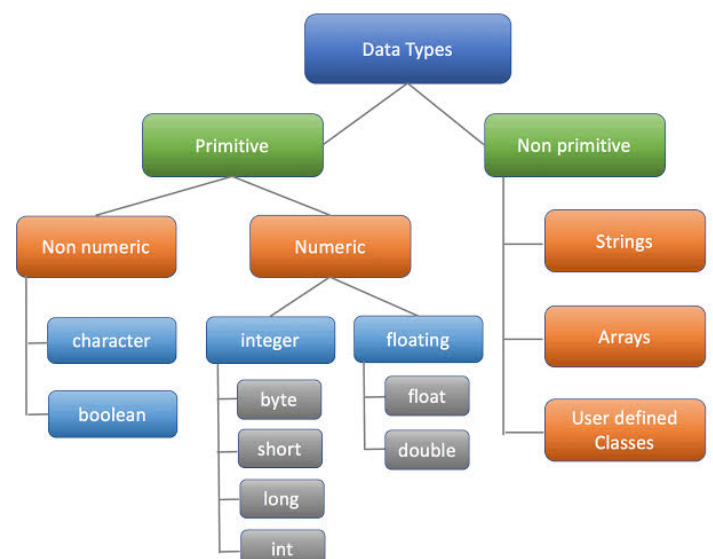 Data Types
Primitive
Non primitive
Non numeric
Numeric
Strings
character
integer
floating
Arrays
boolean
byte
float
User defined
Classes
short
double
long
int